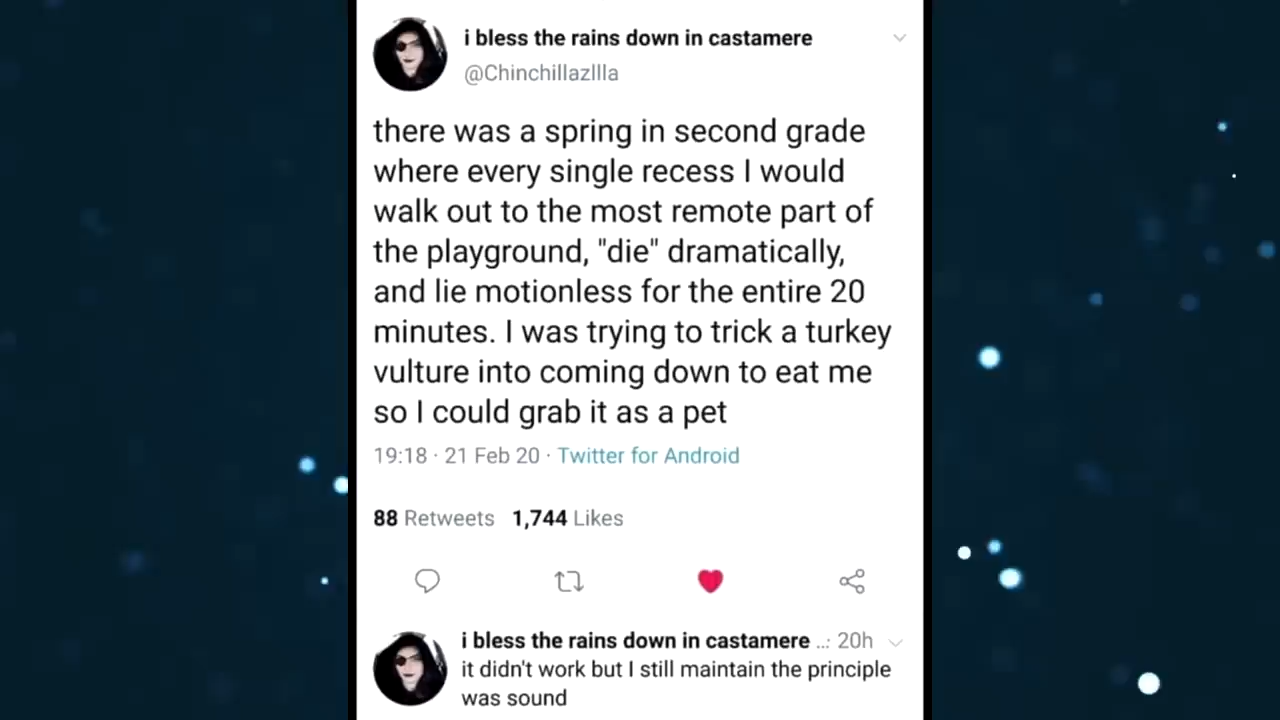 i bless the rains down in castamere
@Chinchillazllla
there was a spring in second grade
where every single recess I would
walk out to the most remote part of
the playground, "die" dramatically,
and lie motionless for the entire 20
minutes. I was trying to trick a turkey
vulture into coming down to eat me
so I could grab it as a pet
19:18 · 21 Feb 20 · Twitter for Android
88 Retweets 1,744 Likes
i bless the rains down in castamere ..: 20h
it didn't work but I still maintain the principle
was sound